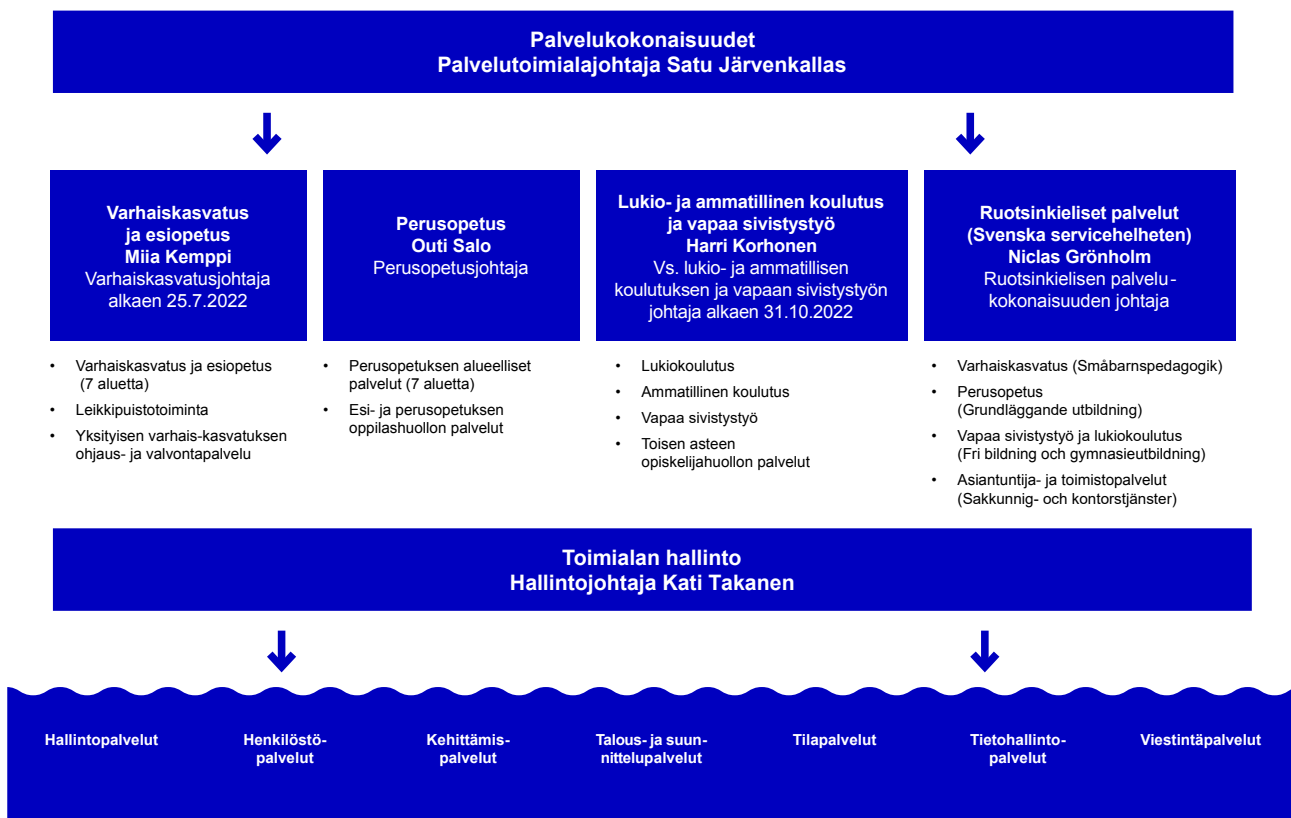 Palvelukokonaisuudet
Palvelutoimialajohtaja Satu Järvenkallas
Varhaiskasvatus
ja esiopetus
Miia Kemppi
Varhaiskasvatusjohtaja
alkaen 25.7.2022
Perusopetus
Outi Salo
Perusopetusjohtaja
Lukio- ja ammatillinen koulutus
ja vapaa sivistystyö
Harri Korhonen
Vs. lukio- ja ammatillisen
koulutuksen ja vapaan sivistystyön
johtaja alkaen 31.10.2022
Ruotsinkieliset palvelut
(Svenska servicehelheten)
Niclas Grönholm
Ruotsinkielisen palvelu-
kokonaisuuden johtaja
• Varhaiskasvatus ja esiopetus
(7 aluetta)
• Leikkipuistotoiminta
• Yksityisen varhais-kasvatuksen
ohjaus- ja valvontapalvelu
• Perusopetuksen alueelliset
palvelut (7 aluetta)
• Esi- ja perusopetuksen
oppilashuollon palvelut
• Lukiokoulutus
• Ammatillinen koulutus
• Vapaa sivistystyö
• Toisen asteen
opiskelijahuollon palvelut
• Varhaiskasvatus (Småbarnspedagogik)
• Perusopetus
(Grundläggande utbildning)
• Vapaa sivistystyö ja lukiokoulutus
(Fri bildning och gymnasieutbildning)
• Asiantuntija- ja toimistopalvelut
(Sakkunnig- och kontorstjänster)
Toimialan hallinto
Hallintojohtaja Kati Takanen
Hallintopalvelut
Henkilöstö-
palvelut
Kehittämis-
palvelut
Talous- ja suun-
nittelupalvelut
Tilapalvelut
Tietohallinto-
palvelut
Viestintäpalvelut